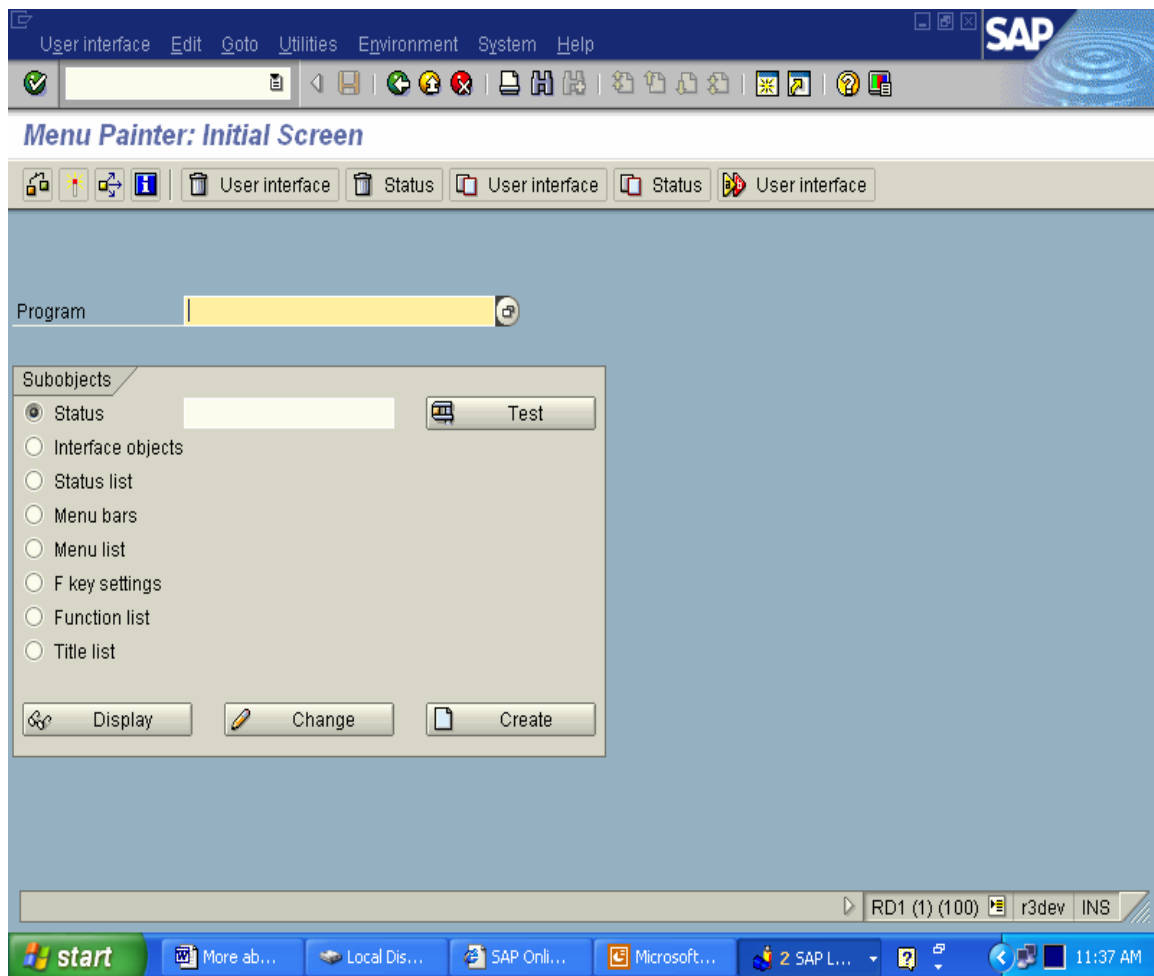 User interface Edit Goto Utilities Environment System Help
SAP
Menu Painter: Initial Screen
User interface Status User interface Status User interface
Program
Subobjects
Status Test
Interface objects
Status list
Menu bars
Menu list
F key settings
Function list
Title list
Display Change Create
RD1 (1) (100) r3dev INS
start More ab... Local Dis... SAP Onli... Microsoft... 2 SAP L... 11:37 AM